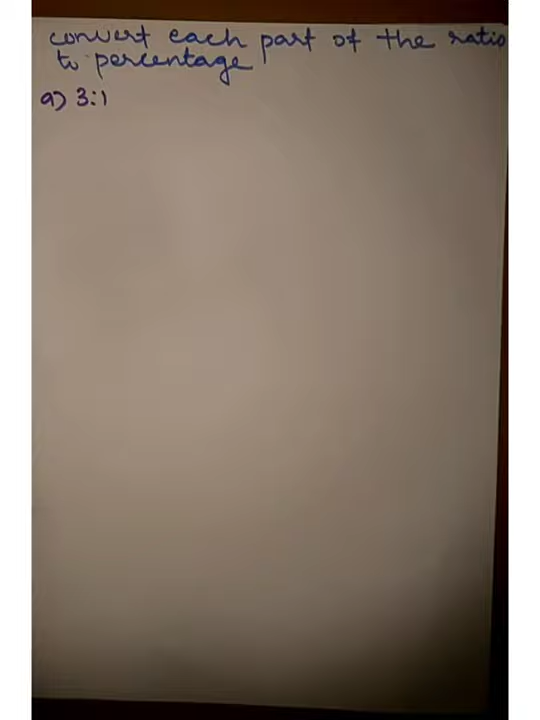 convert each part of the ratio
to percentage
a) 3:1